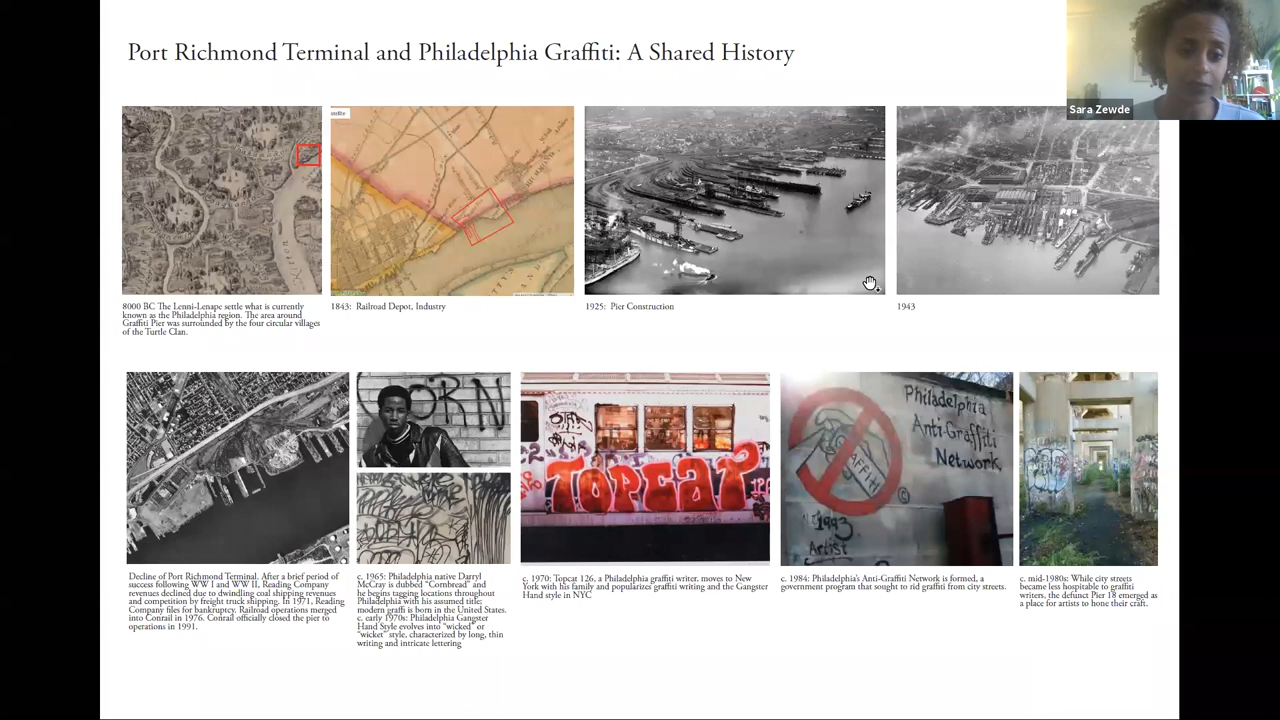 Port Richmond Terminal and Philadelphia Graffiti: A Shared History
Sara Zewde
8000 BC The Lenni-Lenape settle what is currently
known as the Philadelphia region. The area around
Graffiti Pier was surrounded by the four circular villages
of the Turtle Clan.
1843: Railroad Depot, Industry
1925: Pier Construction
1943
ORN
TOPCAT
Philadelphia
Anti-Graffiti
Network
GRAFFITI
©
1993
Artist
Decline of Port Richmond Terminal. After a brief period of
success following WW I and WW II, Reading Company
revenues declined due to dwindling coal shipping revenues
and competition by freight truck shipping. In 1971, Reading
Company files for bankruptcy. Railroad operations merged
into Conrail in 1976. Conrail officially closed the pier to
operations in 1991.
c. 1965: Philadelphia native Darryl
McCray is dubbed "Cornbread" and
he begins tagging locations throughout
Philadelphia with his assumed title;
modern graffi is born in the United States.
c. early 1970s: Philadelphia Gangster
Hand Style evolves into "wicked" or
"wicket" style, characterized by long, thin
writing and intricate lettering
c. 1970: Topcat 126, a Philadelphia graffiti writer, moves to New
York with his family and popularizes graffiti writing and the Gangster
Hand style in NYC
c. 1984: Philadelphia's Anti-Graffiti Network is formed, a
government program that sought to rid graffiti from city streets.
c. mid-1980s: While city streets
became less hospitable to graffiti
writers, the defunct Pier 18 emerged as
a place for artists to hone their craft.